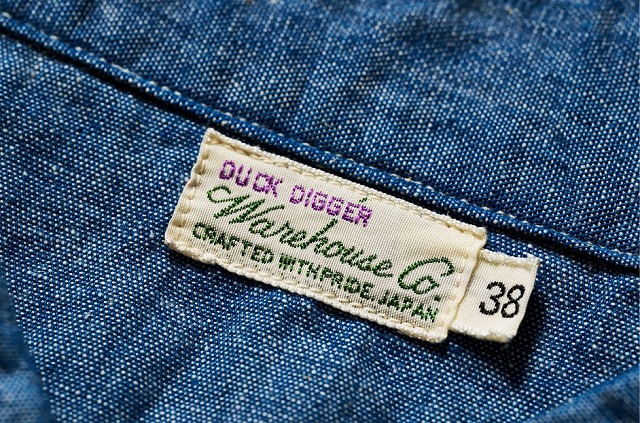 DUCK DIGGER
Warehouse Co.
CRAFTED WITH PRIDE, JAPAN
38